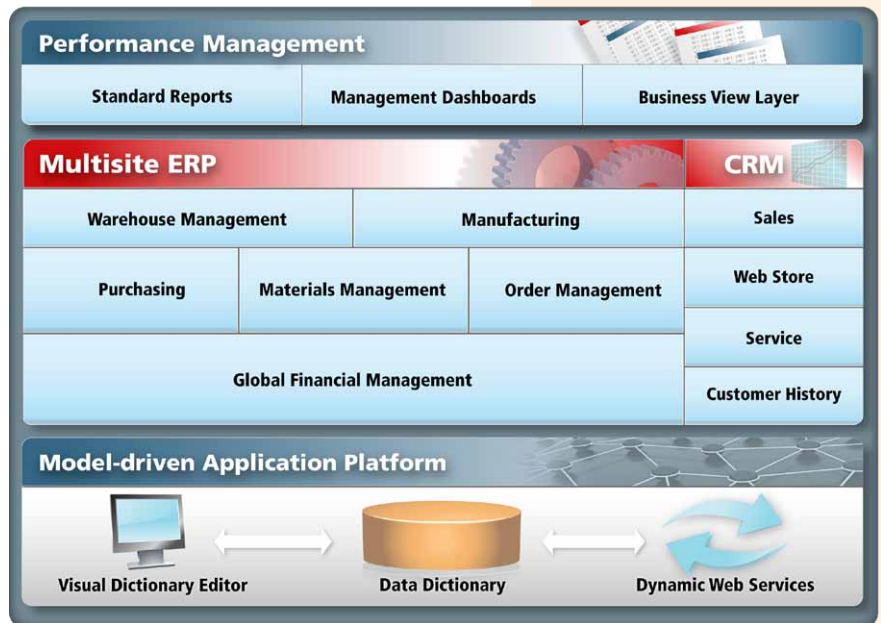 Performance Management
Standard Reports
Management Dashboards
Business View Layer
Multisite ERP
CRM
Warehouse Management
Manufacturing
Sales
Purchasing
Materials Management
Order Management
Web Store
Service
Global Financial Management
Customer History
Model-driven Application Platform
Visual Dictionary Editor
Data Dictionary
Dynamic Web Services